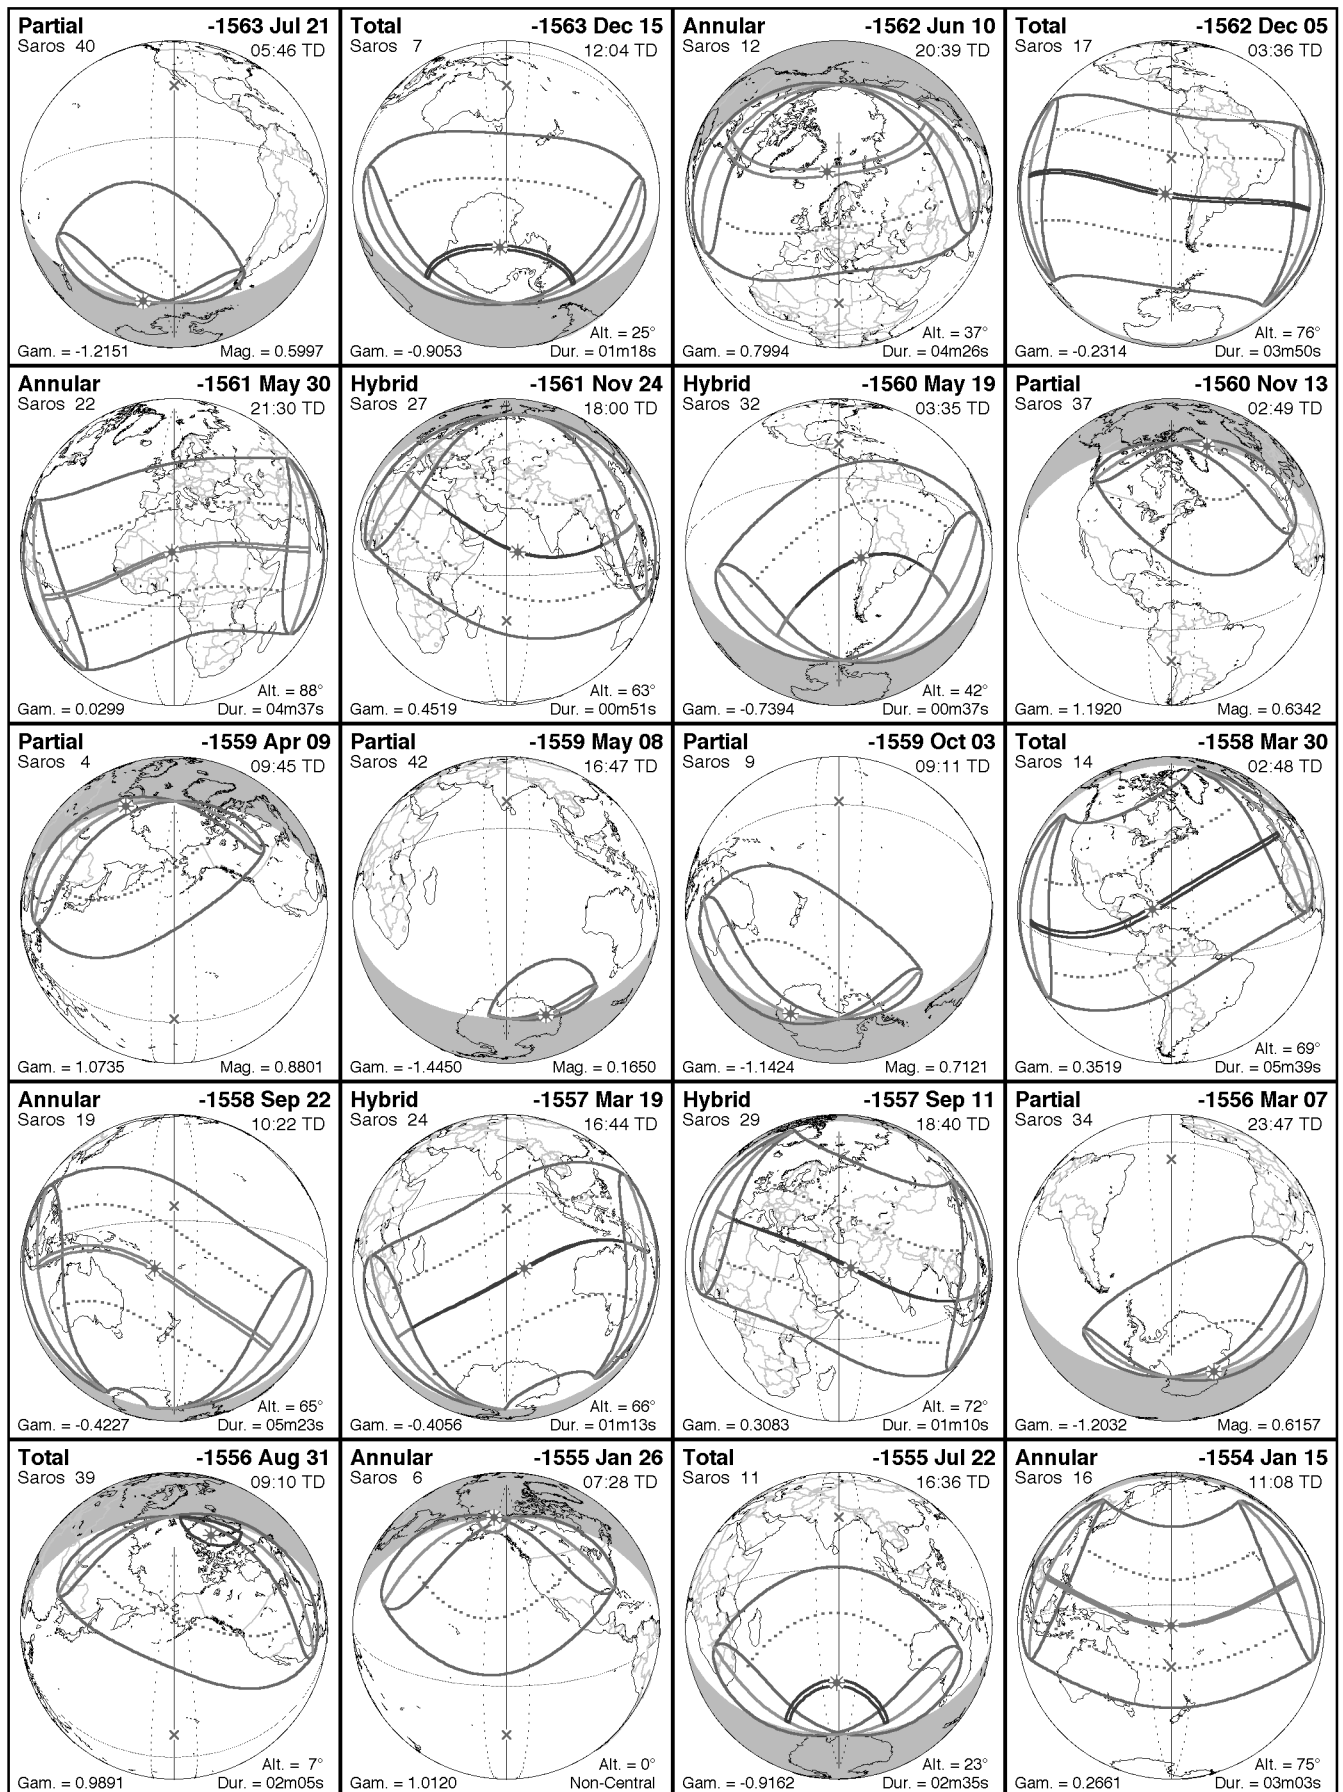 Partial -1563 Jul 21
Saros 40 05:46 TD
Gam. = -1.2151 Mag. = 0.5997
Total -1563 Dec 15
Saros 7 12:04 TD
Alt. = 25°
Gam. = -0.9053 Dur. = 01m18s
Annular -1562 Jun 10
Saros 12 20:39 TD
Alt. = 37°
Gam. = 0.7994 Dur. = 04m26s
Total -1562 Dec 05
Saros 17 03:36 TD
Alt. = 76°
Gam. = -0.2314 Dur. = 03m50s
Annular -1561 May 30
Saros 22 21:30 TD
Alt. = 88°
Gam. = 0.0299 Dur. = 04m37s
Hybrid -1561 Nov 24
Saros 27 18:00 TD
Alt. = 63°
Gam. = 0.4519 Dur. = 00m51s
Hybrid -1560 May 19
Saros 32 03:35 TD
Alt. = 42°
Gam. = -0.7394 Dur. = 00m37s
Partial -1560 Nov 13
Saros 37 02:49 TD
Gam. = 1.1920 Mag. = 0.6342
Partial -1559 Apr 09
Saros 4 09:45 TD
Gam. = 1.0735 Mag. = 0.8801
Partial -1559 May 08
Saros 42 16:47 TD
Gam. = -1.4450 Mag. = 0.1650
Partial -1559 Oct 03
Saros 9 09:11 TD
Gam. = -1.1424 Mag. = 0.7121
Total -1558 Mar 30
Saros 14 02:48 TD
Alt. = 69°
Gam. = 0.3519 Dur. = 05m39s
Annular -1558 Sep 22
Saros 19 10:22 TD
Alt. = 65°
Gam. = -0.4227 Dur. = 05m23s
Hybrid -1557 Mar 19
Saros 24 16:44 TD
Alt. = 66°
Gam. = -0.4056 Dur. = 01m13s
Hybrid -1557 Sep 11
Saros 29 18:40 TD
Alt. = 72°
Gam. = 0.3083 Dur. = 01m10s
Partial -1556 Mar 07
Saros 34 23:47 TD
Gam. = -1.2032 Mag. = 0.6157
Total -1556 Aug 31
Saros 39 09:10 TD
Alt. = 7°
Gam. = 0.9891 Dur. = 02m05s
Annular -1555 Jan 26
Saros 6 07:28 TD
Alt. = 0°
Gam. = 1.0120 Non-Central
Total -1555 Jul 22
Saros 11 16:36 TD
Alt. = 23°
Gam. = -0.9162 Dur. = 02m35s
Annular -1554 Jan 15
Saros 16 11:08 TD
Alt. = 75°
Gam. = 0.2661 Dur. = 03m03s